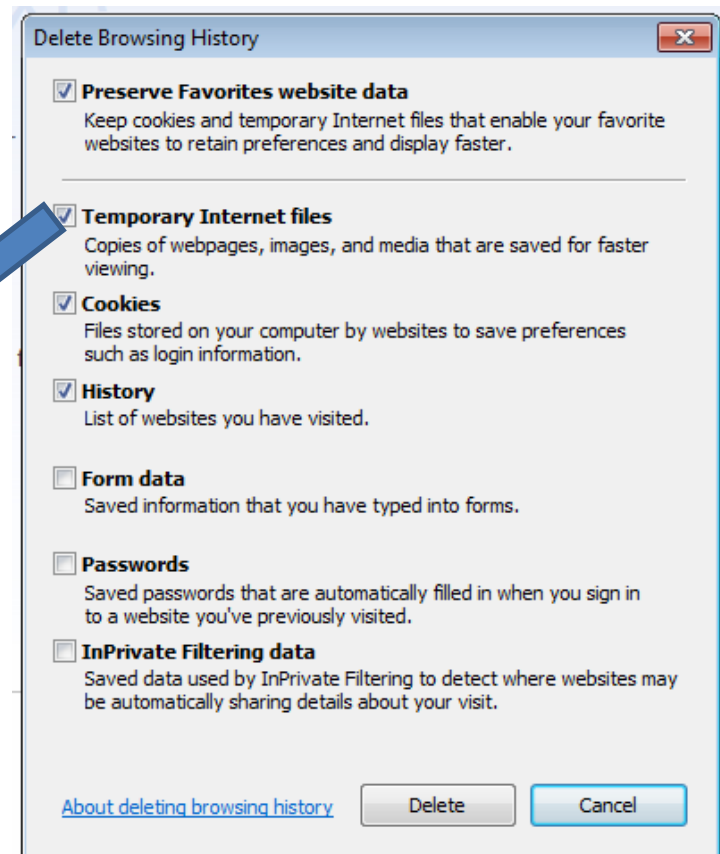 Delete Browsing History
Preserve Favorites website data
Keep cookies and temporary Internet files that enable your favorite
websites to retain preferences and display faster.
Temporary Internet files
Copies of webpages, images, and media that are saved for faster
viewing.
Cookies
Files stored on your computer by websites to save preferences
such as login information.
History
List of websites you have visited.
Form data
Saved information that you have typed into forms.
Passwords
Saved passwords that are automatically filled in when you sign in
to a website you've previously visited.
InPrivate Filtering data
Saved data used by InPrivate Filtering to detect where websites may
be automatically sharing details about your visit.
About deleting browsing history Delete Cancel